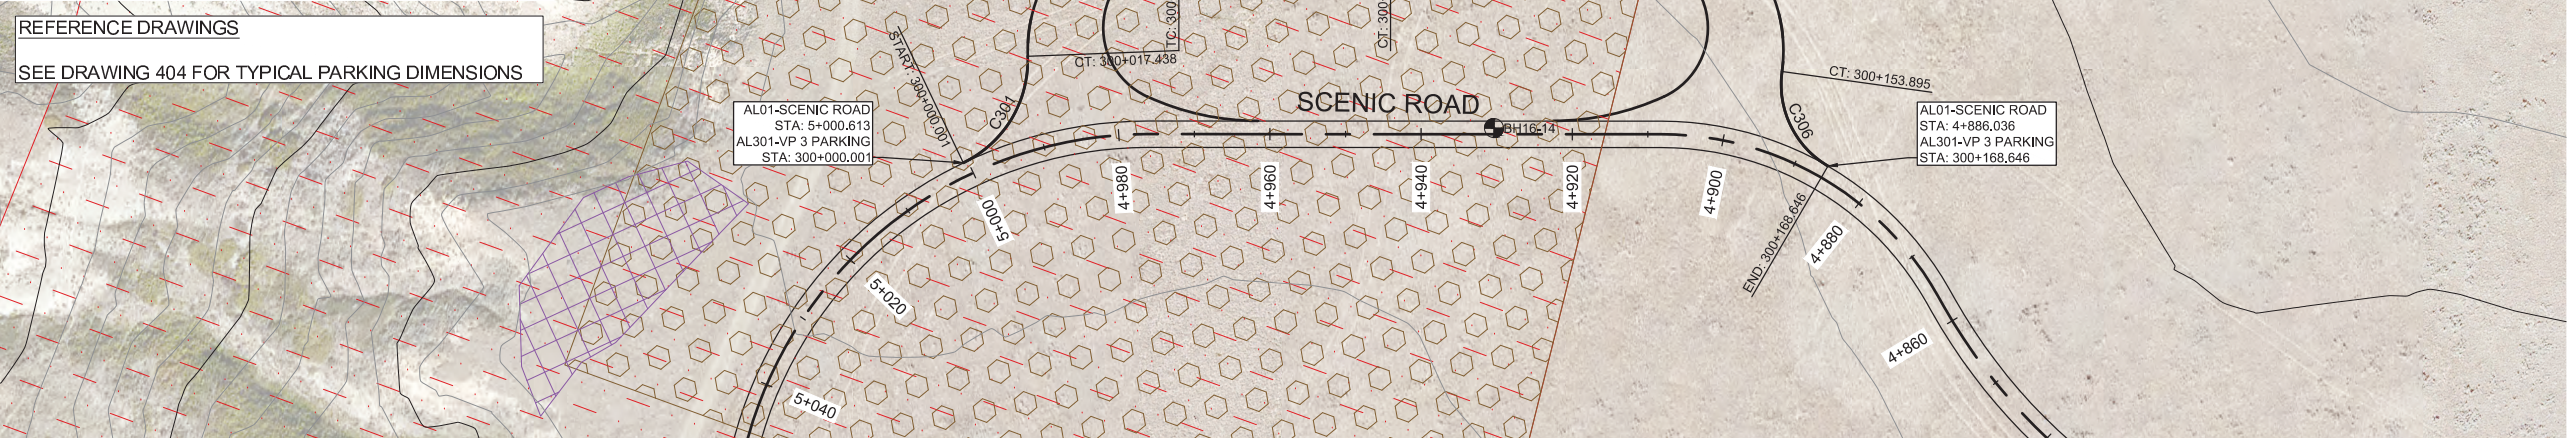 REFERENCE DRAWINGS
SEE DRAWING 404 FOR TYPICAL PARKING DIMENSIONS
START: 300+000.001
C301
CT: 300+017.438
TC: 300
CT: 300
AL01-SCENIC ROAD
STA: 5+000.613
AL301-VP 3 PARKING
STA: 300+000.001
SCENIC ROAD
BH16-14
C306
CT: 300+153.895
AL01-SCENIC ROAD
STA: 4+886.036
AL301-VP 3 PARKING
STA: 300+168.646
END: 300+168.646
5+040
5+020
5+000
4+980
4+960
4+940
4+920
4+900
4+880
4+860